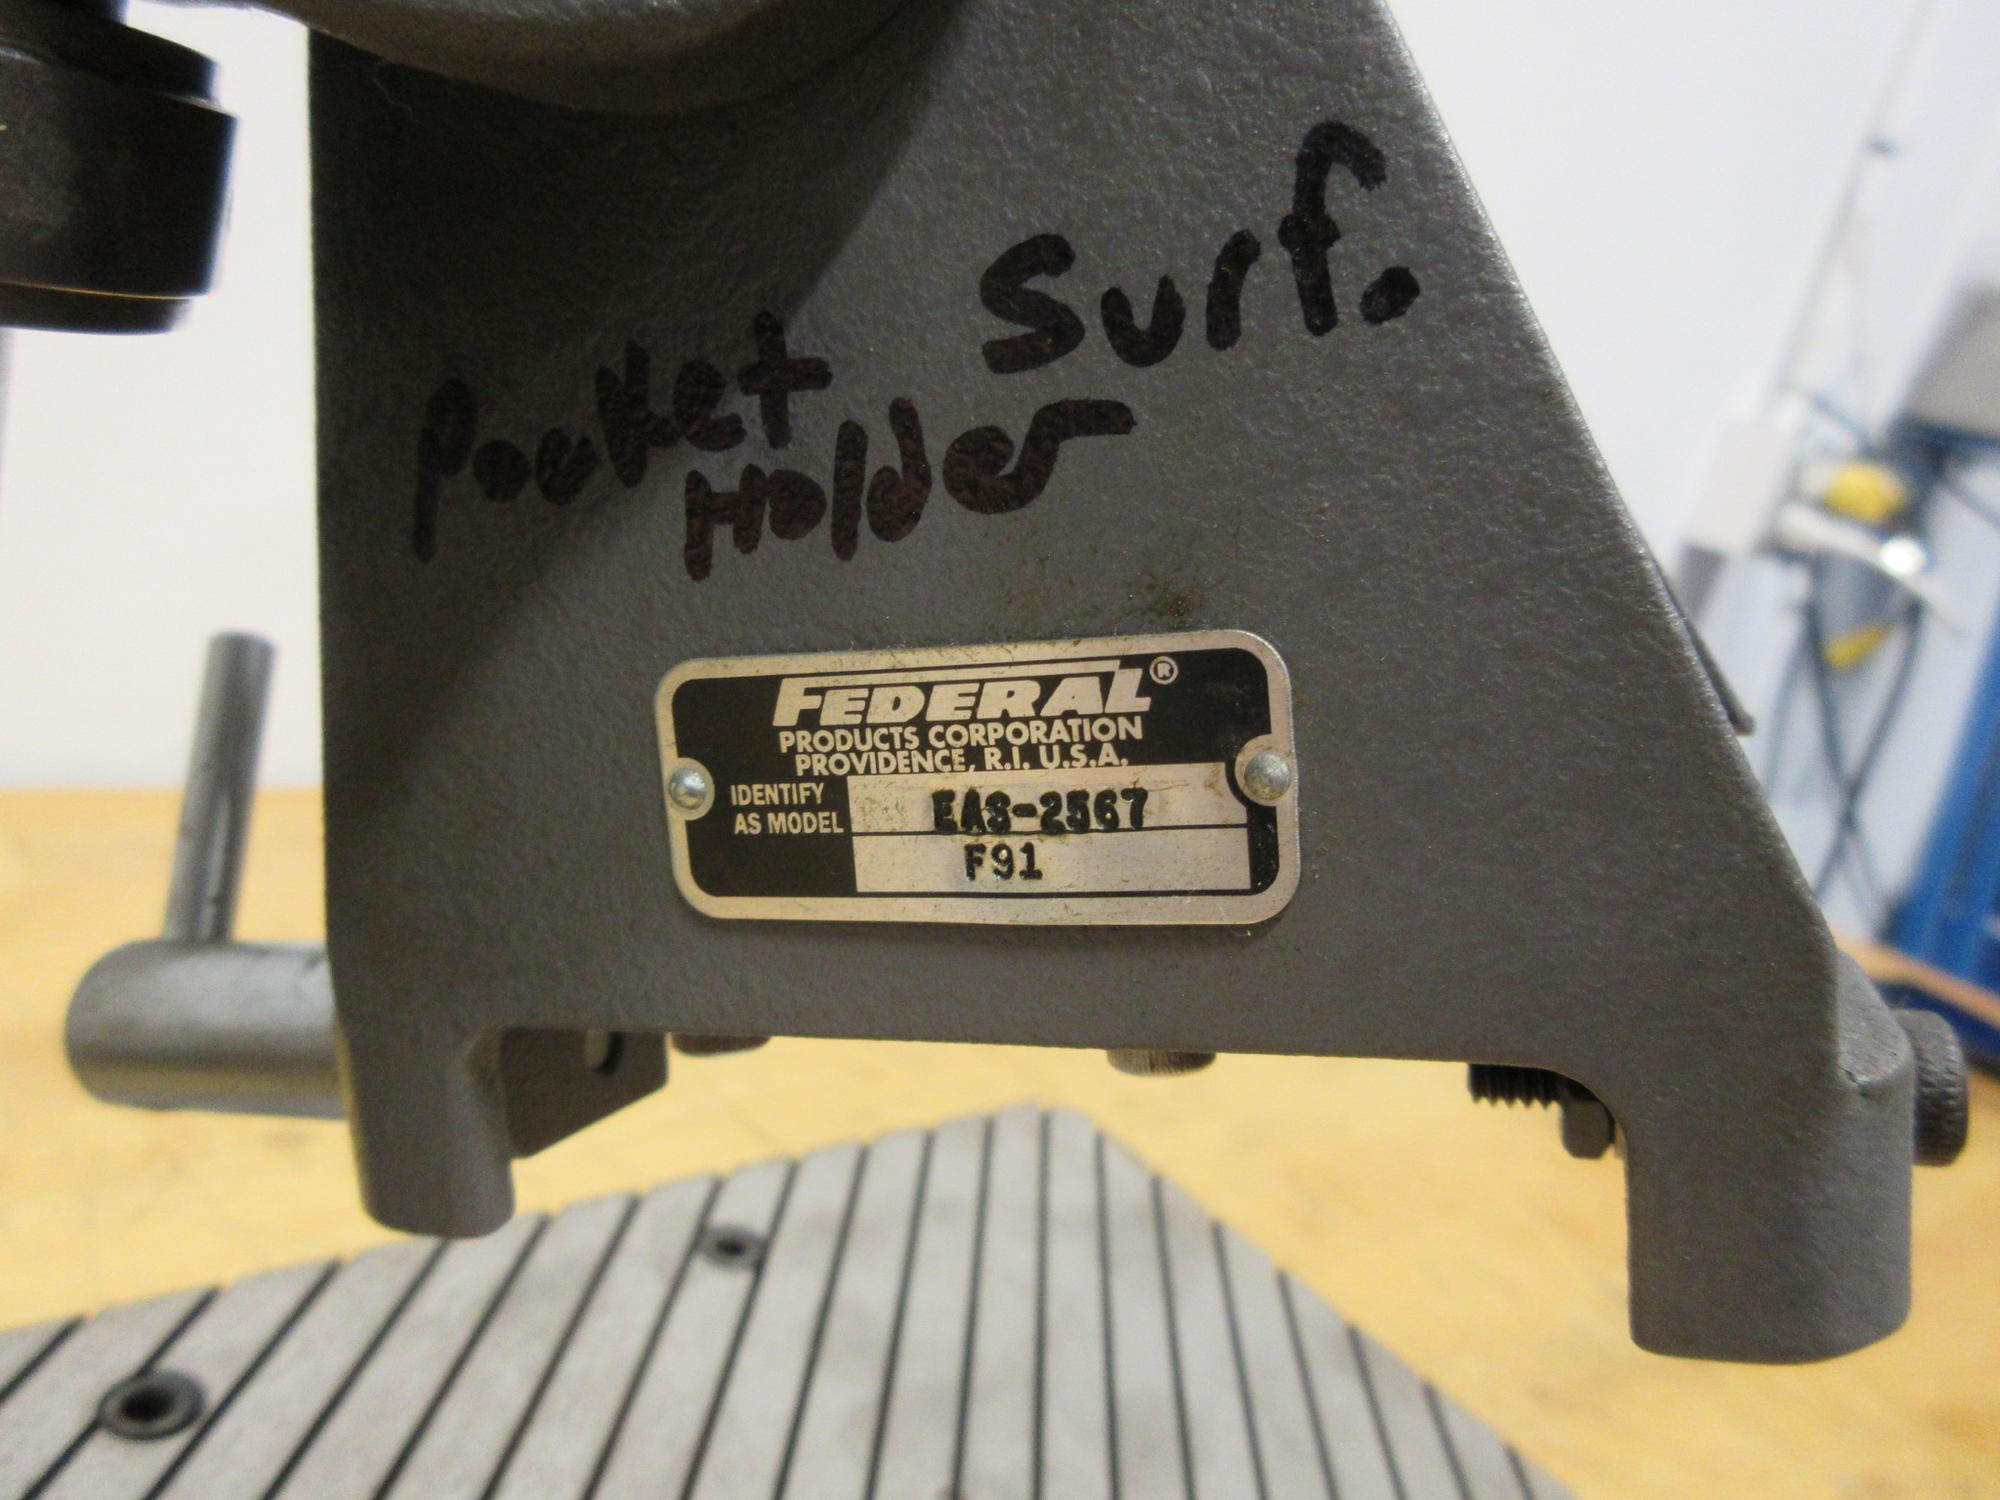 Pocket Surf.
Holder
FEDERAL®
PRODUCTS CORPORATION
PROVIDENCE, R.I. U.S.A.
IDENTIFY
AS MODEL
EAS-2567
F91